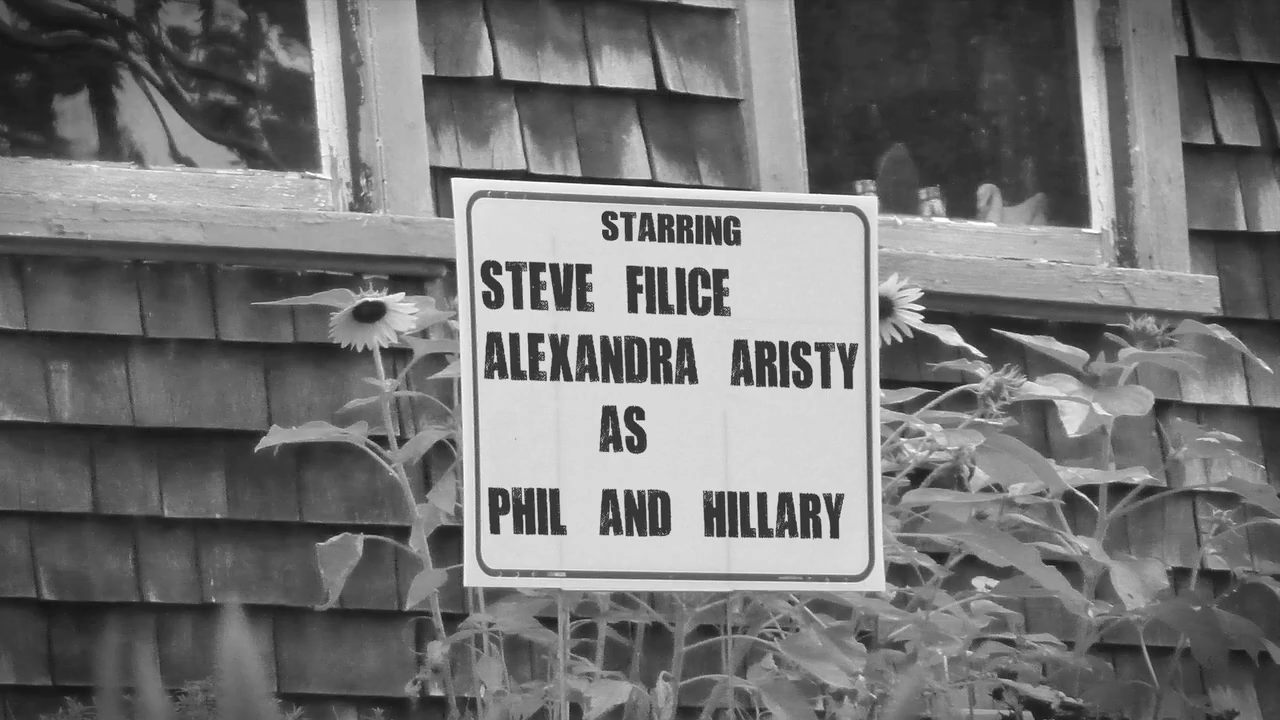 STARRING
STEVE FILICE
ALEXANDRA ARISTY
AS
PHIL AND HILLARY